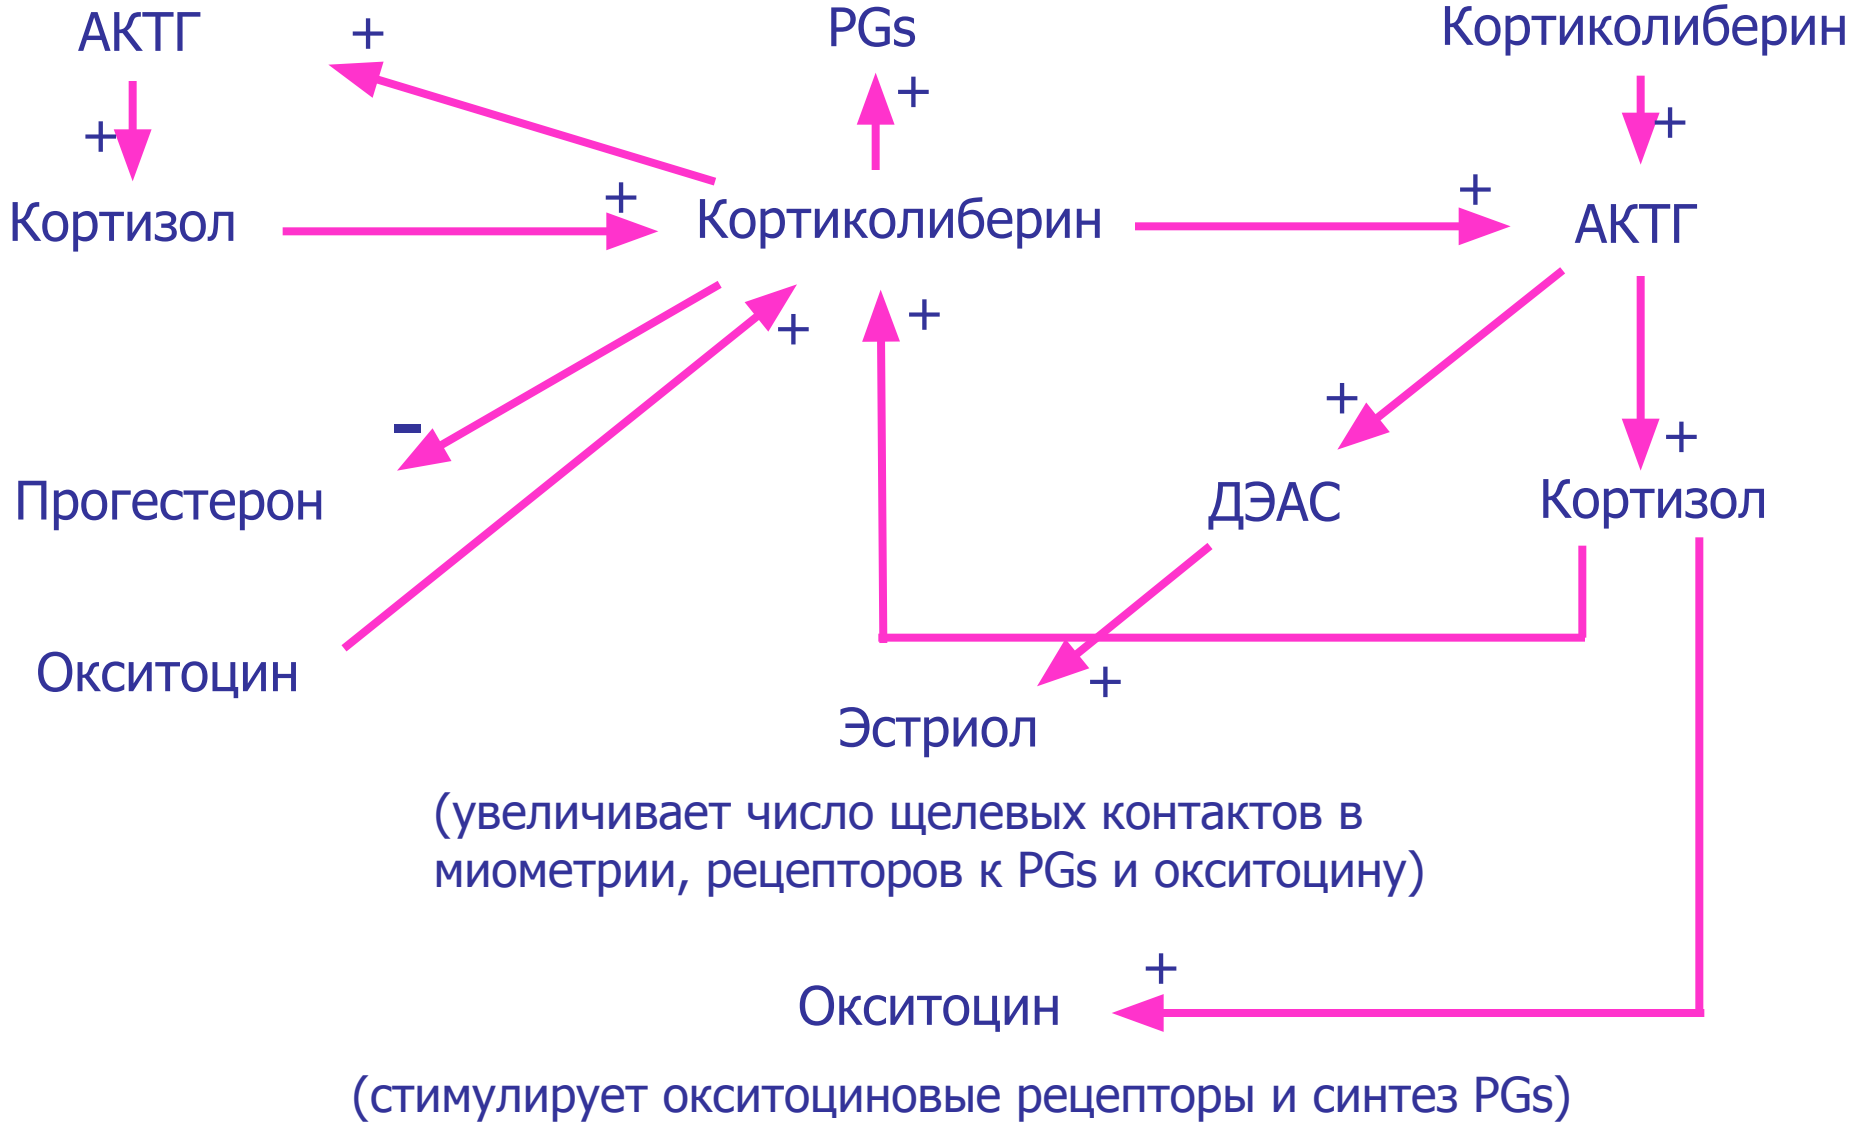 АКТГ
+
PGs
Кортиколиберин
+
+
+
+
+
Кортизол
Кортиколиберин
АКТГ
+
+
+
-
+
Прогестерон
ДЭАС
Кортизол
Окситоцин
+
Эстриол
(увеличивает число щелевых контактов в
миометрии, рецепторов к PGs и окситоцину)
+
Окситоцин
(стимулирует окситоциновые рецепторы и синтез PGs)